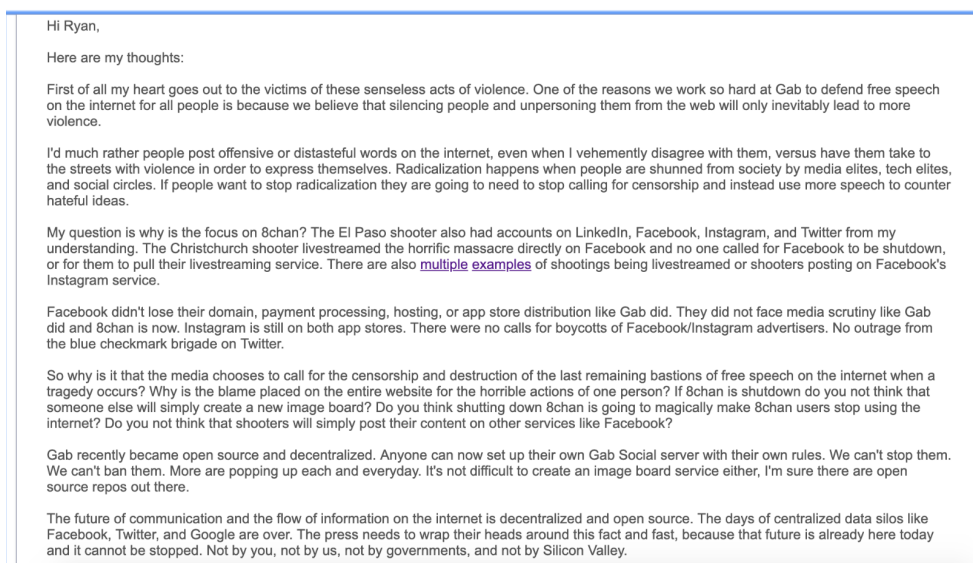 Hi Ryan,
Here are my thoughts:
First of all my heart goes out to the victims of these senseless acts of violence. One of the reasons we work so hard at Gab to defend free speech
on the internet for all people is because we believe that silencing people and unpersoning them from the web will only inevitably lead to more
violence.
I'd much rather people post offensive or distasteful words on the internet, even when I vehemently disagree with them, versus have them take to
the streets with violence in order to express themselves. Radicalization happens when people are shunned from society by media elites, tech elites,
and social circles. If people want to stop radicalization they are going to need to stop calling for censorship and instead use more speech to counter
hateful ideas.
My question is why is the focus on 8chan? The El Paso shooter also had accounts on LinkedIn, Facebook, Instagram, and Twitter from my
understanding. The Christchurch shooter livestreamed the horrific massacre directly on Facebook and no one called for Facebook to be shutdown,
or for them to pull their livestreaming service. There are also multiple examples of shootings being livestreamed or shooters posting on Facebook's
Instagram service.
Facebook didn't lose their domain, payment processing, hosting, or app store distribution like Gab did. They did not face media scrutiny like Gab
did and 8chan is now. Instagram is still on both app stores. There were no calls for boycotts of Facebook/Instagram advertisers. No outrage from
the blue checkmark brigade on Twitter.
So why is it that the media chooses to call for the censorship and destruction of the last remaining bastions of free speech on the internet when a
tragedy occurs? Why is the blame placed on the entire website for the horrible actions of one person? If 8chan is shutdown do you not think that
someone else will simply create a new image board? Do you think shutting down 8chan is going to magically make 8chan users stop using the
internet? Do you not think that shooters will simply post their content on other services like Facebook?
Gab recently became open source and decentralized. Anyone can now set up their own Gab Social server with their own rules. We can't stop them.
We can't ban them. More are popping up each and everyday. It's not difficult to create an image board service either, I'm sure there are open
source repos out there.
The future of communication and the flow of information on the internet is decentralized and open source. The days of centralized data silos like
Facebook, Twitter, and Google are over. The press needs to wrap their heads around this fact and fast, because that future is already here today
and it cannot be stopped. Not by you, not by us, not by governments, and not by Silicon Valley.